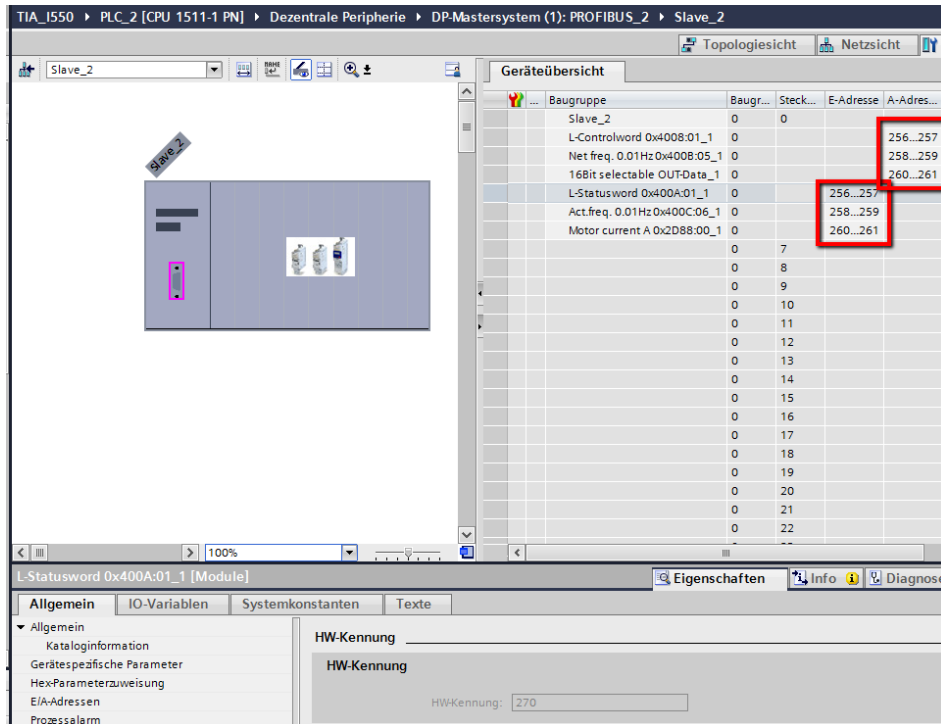 TIA_I550 ▸ PLC_2 [CPU 1511-1 PN] ▸ Dezentrale Peripherie ▸ DP-Mastersystem (1): PROFIBUS_2 ▸ Slave_2
Topologiesicht Netzsicht
Slave_2
Geräteübersicht
... Baugruppe Baugr... Steck... E-Adresse A-Adres...
Slave_2 0 0
L-Controlword 0x4008:01_1 0 256...257
Net freq. 0.01Hz 0x400B:05_1 0 258...259
16Bit selectable OUT-Data_1 0 260...261
L-Statusword 0x400A:01_1 0 256...257
Act.freq. 0.01Hz 0x400C:06_1 0 258...259
Motor current A 0x2D88:00_1 0 260...261
0 7
0 8
0 9
0 10
0 11
0 12
0 13
0 14
0 15
0 16
0 17
0 18
0 19
0 20
0 21
0 22
Slave_2
100%
L-Statusword 0x400A:01_1 [Module]
Eigenschaften Info Diagnose
Allgemein IO-Variablen Systemkonstanten Texte
Allgemein
Kataloginformation
Gerätespezifische Parameter
Hex-Parameterzuweisung
E/A-Adressen
Prozessalarm
HW-Kennung
HW-Kennung
HW-Kennung: 270